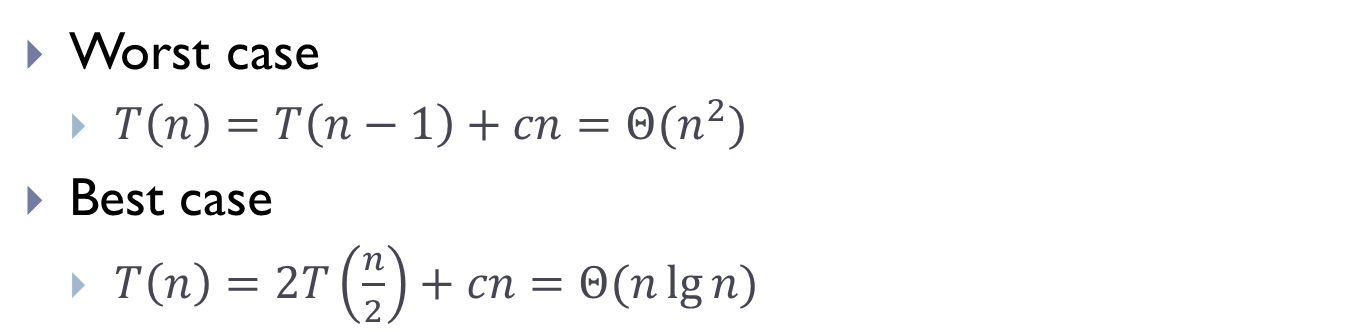 Worst case
T(n) = T(n − 1) + cn = Θ(n²)
Best case
T(n) = 2T(n/2) + cn = Θ(n lg n)